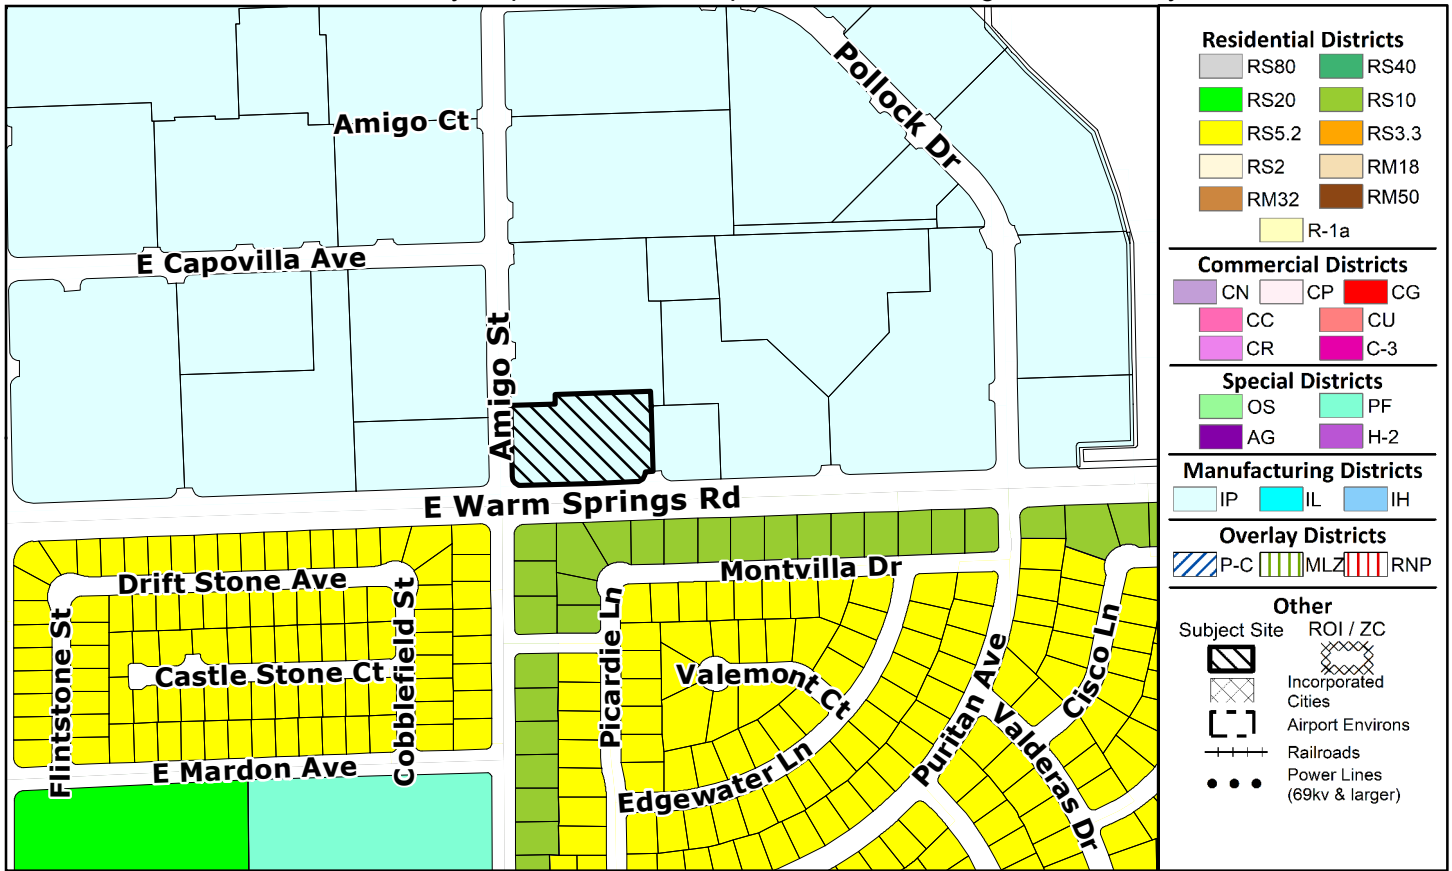 Amigo Ct
Pollock Dr
E Capovilla Ave
Amigo St
E Warm Springs Rd
Drift Stone Ave
Montvilla Dr
Flintstone St
Castle Stone Ct
Cobblefield St
Picardie Ln
Valemont Ct
Puritan Ave
Cisco Ln
Valderas Dr
E Mardon Ave
Edgewater Ln
Residential Districts
RS80 RS40
RS20 RS10
RS5.2 RS3.3
RS2 RM18
RM32 RM50
R-1a
Commercial Districts
CN CP CG
CC CU
CR C-3
Special Districts
OS PF
AG H-2
Manufacturing Districts
IP IL IH
Overlay Districts
P-C MLZ RNP
Other
Subject Site ROI / ZC
Incorporated
Cities
Airport Environs
Railroads
Power Lines
(69kv & larger)